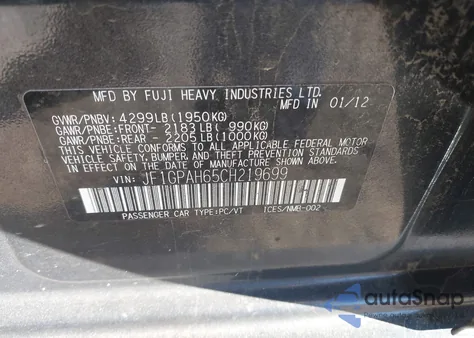 MFD BY FUJI HEAVY INDUSTRIES LTD.
MFD IN 01/12
GVWR/PNBV: 4299LB(1950KG)
GAWR/PNBE:FRONT- 2183LB( 990KG)
GAWR/PNBE:REAR - 2205LB(1000KG)
THIS VEHICLE CONFORMS TO ALL APPLICABLE
FEDERAL MOTOR VEHICLE SAFETY, BUMPER, AND
THEFT PREVENTION STANDARDS IN
EFFECT ON THE DATE OF MANUFACTURE SHOWN
ABOVE.
VIN: JF1GPAH65CH219699
PASSENGER CAR TYPE:PC/VT ICES/NMB-002
autoSnap